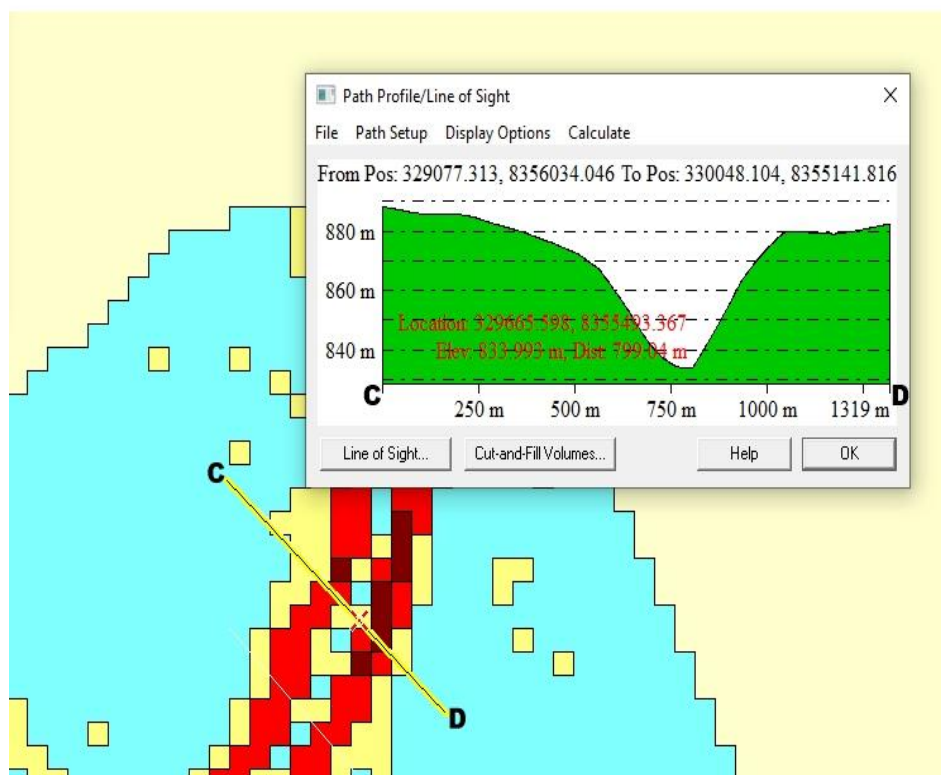 Path Profile/Line of Sight
File Path Setup Display Options Calculate
From Pos: 329077.313, 8356034.046 To Pos: 330048.104, 8355141.816
880 m
860 m
Location: 329665.598, 8355493.367
840 m
Elev: 833.993 m, Dist: 799.04 m
C
D
250 m 500 m 750 m 1000 m 1319 m
Line of Sight... Cut-and-Fill Volumes... Help OK
C
D